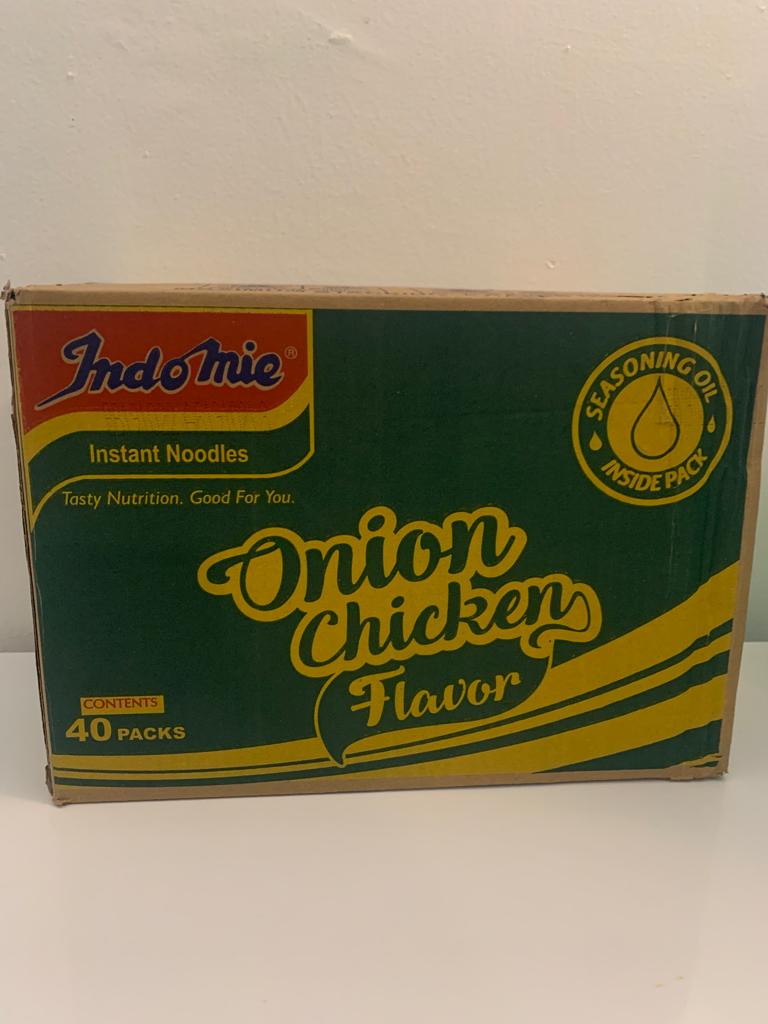 Indomie®
Instant Noodles
Tasty Nutrition. Good For You.
SEASONING OIL
INSIDE PACK
Onion
Chicken
Flavor
CONTENTS
40 PACKS